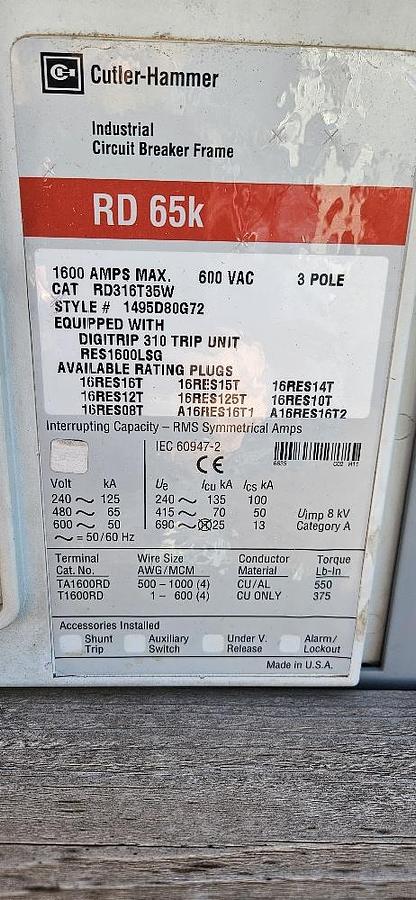 Cutler-Hammer
Industrial
Circuit Breaker Frame
RD 65k
1600 AMPS MAX. 600 VAC 3 POLE
CAT RD316T35W
STYLE # 1495D80G72
EQUIPPED WITH
DIGITRIP 310 TRIP UNIT
RES1600LSG
AVAILABLE RATING PLUGS
16RES16T 16RES15T 16RES14T
16RES12T 16RES125T 16RES10T
16RES08T A16RES16T1 A16RES16T2
Interrupting Capacity – RMS Symmetrical Amps
IEC 60947-2
CE
Volt kA Ue Icu kA Ics kA
240 ~ 125 240 ~ 135 100
480 ~ 65 415 ~ 70 50 Uimp 8 kV
600 ~ 50 690 ~ 25 13 Category A
~ = 50/60 Hz
Terminal Wire Size Conductor Torque
Cat. No. AWG/MCM Material Lb-In
TA1600RD 500 – 1000 (4) CU/AL 550
T1600RD 1 – 600 (4) CU ONLY 375
Accessories Installed
Shunt Trip Auxiliary Switch Under V. Release Alarm/ Lockout
Made in U.S.A.